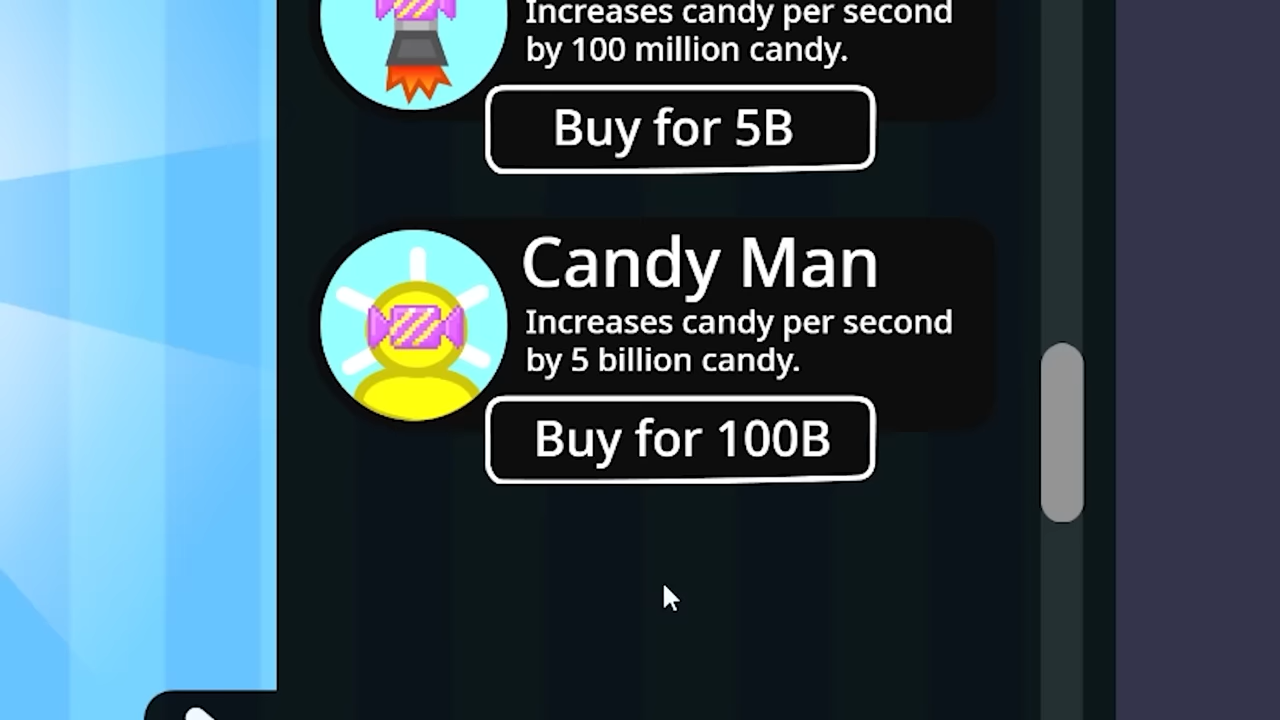 Increases candy per second
by 100 million candy.
Buy for 5B
Candy Man
Increases candy per second
by 5 billion candy.
Buy for 100B